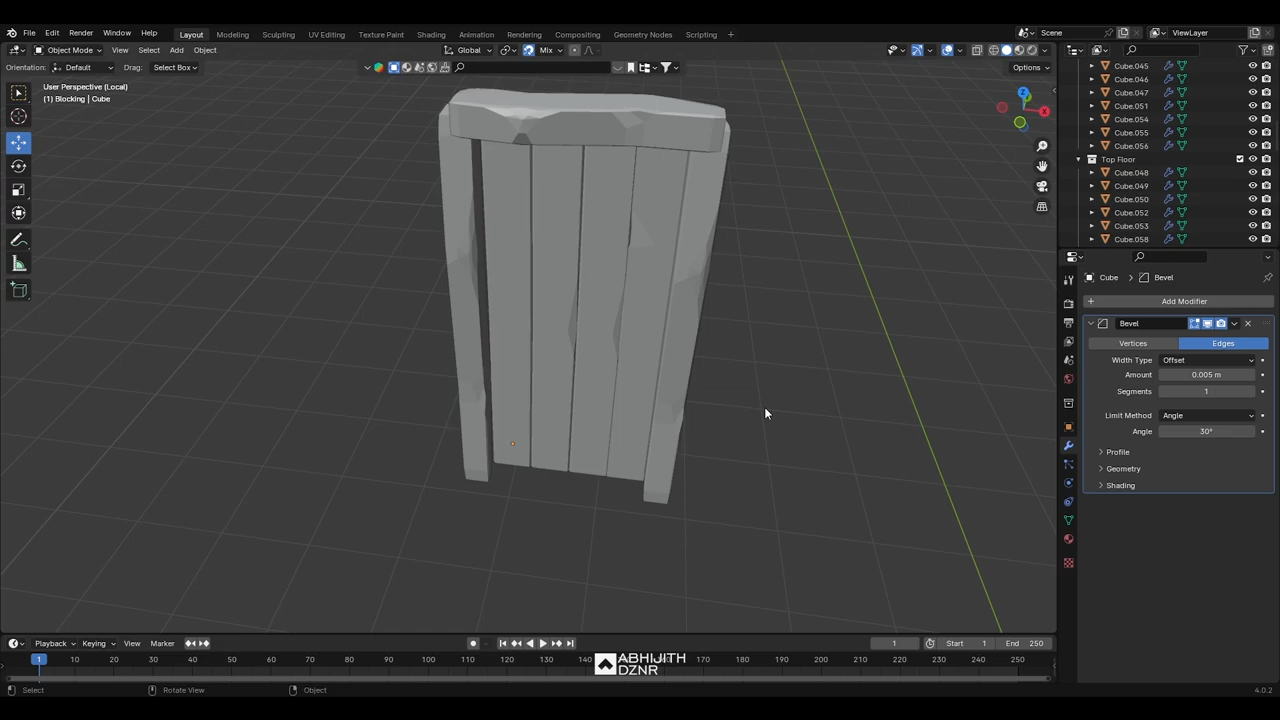 File Edit Render Window Help Layout Modeling Sculpting UV Editing Texture Paint Shading Animation Rendering Compositing Geometry Nodes Scripting + Scene ViewLayer
Object Mode View Select Add Object Global Mix
Orientation: Default Drag: Select Box Options
User Perspective (Local)
(1) Blocking | Cube
Z
X
Cube.045
Cube.046
Cube.047
Cube.051
Cube.054
Cube.055
Cube.056
Top Floor
Cube.048
Cube.049
Cube.050
Cube.052
Cube.053
Cube.058
Cube > Bevel
+ Add Modifier
Bevel
Vertices Edges
Width Type Offset
Amount 0.005 m
Segments 1
Limit Method Angle
Angle 30°
Profile
Geometry
Shading
Playback Keying View Marker 1 Start 1 End 250
1 10 20 30 40 50 60 70 80 90 100 110 120 130 140 170 180 190 200 210 220 230 240 250
ABHIJITH
DZNR
Select Rotate View Object 4.0.2